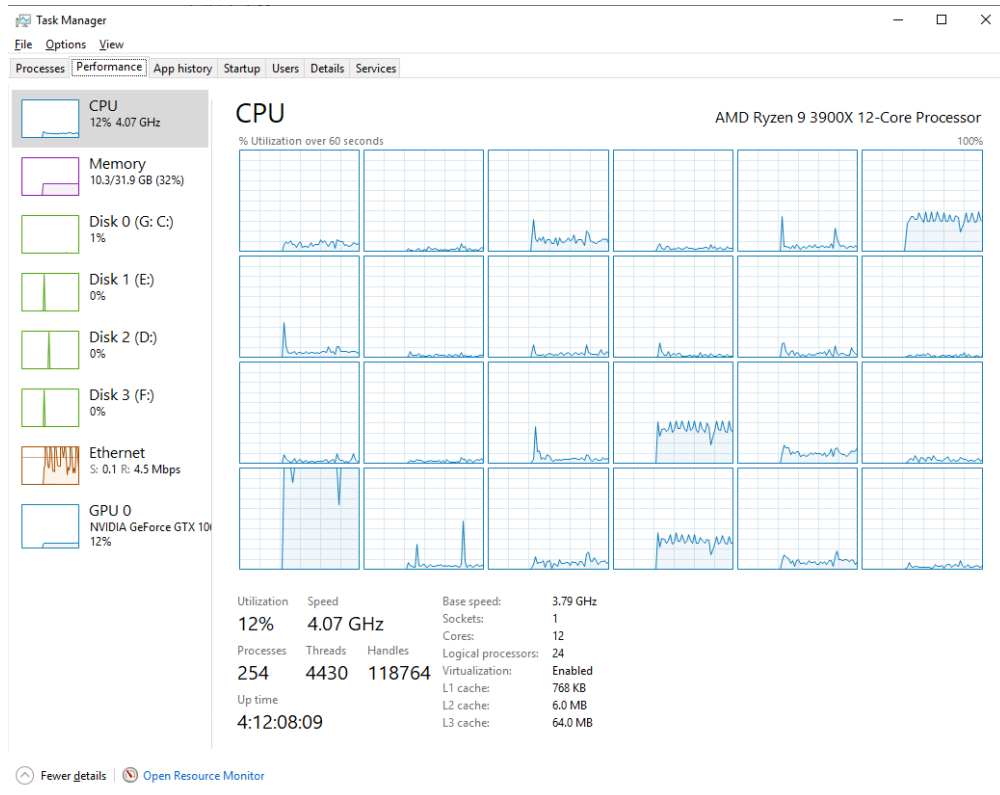 Task Manager
File Options View
Processes Performance App history Startup Users Details Services
CPU
12% 4.07 GHz
Memory
10.3/31.9 GB (32%)
Disk 0 (G: C:)
1%
Disk 1 (E:)
0%
Disk 2 (D:)
0%
Disk 3 (F:)
0%
Ethernet
S: 0.1 R: 4.5 Mbps
GPU 0
NVIDIA GeForce GTX 10
12%
CPU AMD Ryzen 9 3900X 12-Core Processor
% Utilization over 60 seconds 100%
Utilization Speed
12% 4.07 GHz
Processes Threads Handles
254 4430 118764
Up time
4:12:08:09
Base speed: 3.79 GHz
Sockets: 1
Cores: 12
Logical processors: 24
Virtualization: Enabled
L1 cache: 768 KB
L2 cache: 6.0 MB
L3 cache: 64.0 MB
Fewer details Open Resource Monitor